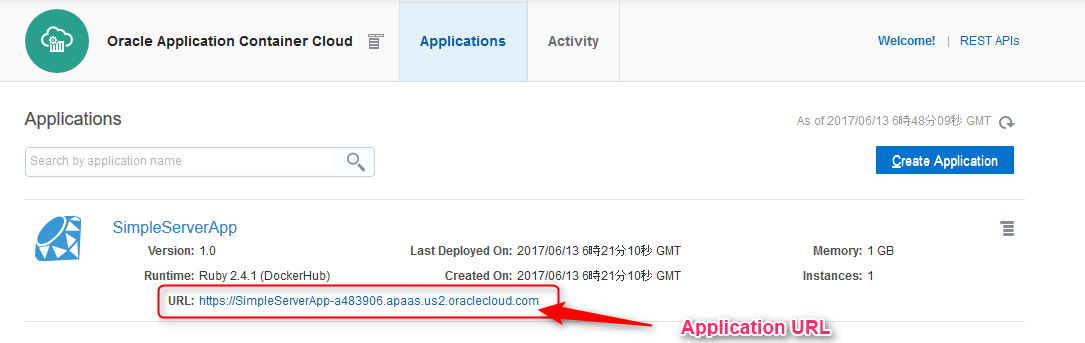 Oracle Application Container Cloud
Applications
Activity
Welcome! | REST APIs
Applications
As of 2017/06/13 6時48分09秒 GMT
Search by application name
Create Application
SimpleServerApp
Version: 1.0
Last Deployed On: 2017/06/13 6時21分10秒 GMT
Memory: 1 GB
Runtime: Ruby 2.4.1 (DockerHub)
Created On: 2017/06/13 6時21分10秒 GMT
Instances: 1
URL: https://SimpleServerApp-a483906.apaas.us2.oraclecloud.com
Application URL